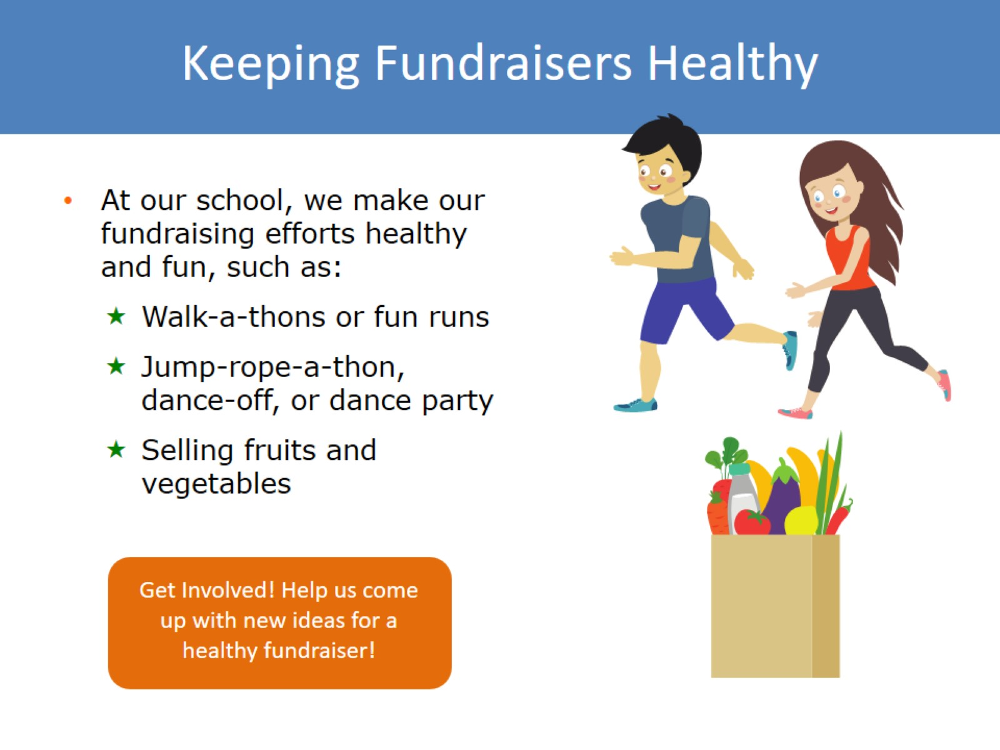 Keeping Fundraisers Healthy
• At our school, we make our
fundraising efforts healthy
and fun, such as:
★ Walk-a-thons or fun runs
★ Jump-rope-a-thon,
dance-off, or dance party
★ Selling fruits and
vegetables
Get Involved! Help us come
up with new ideas for a
healthy fundraiser!